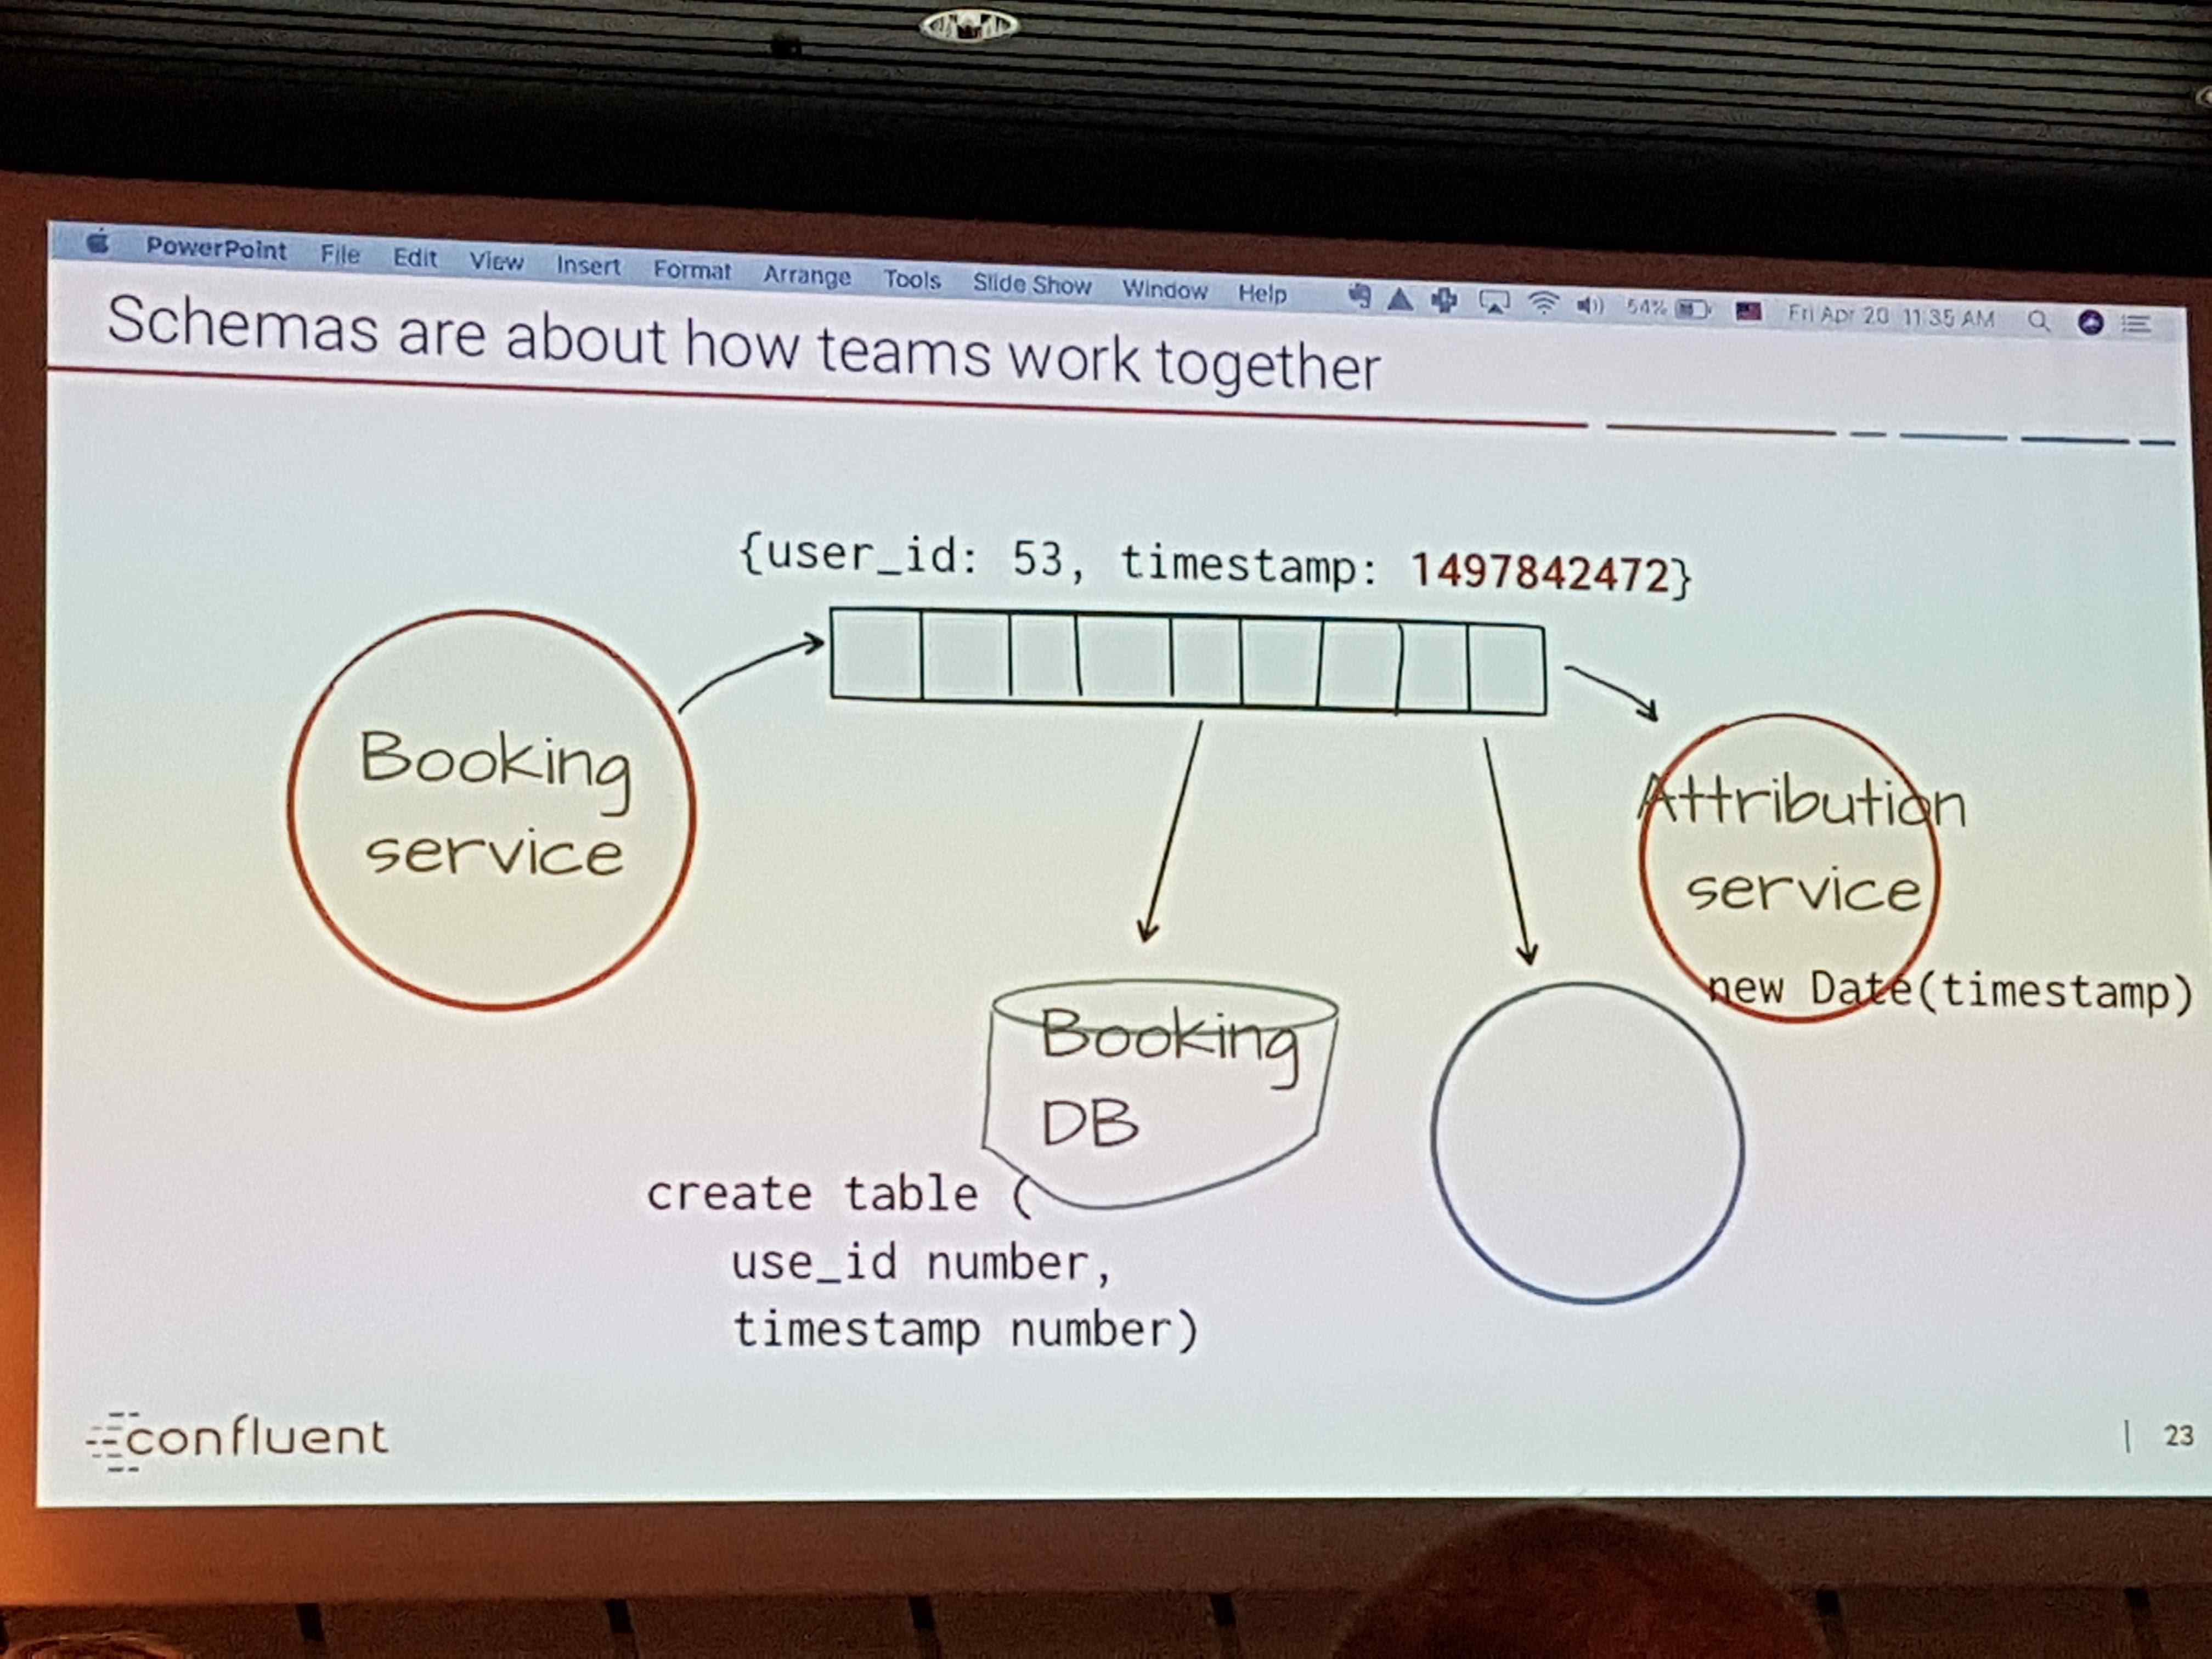 PowerPoint File Edit View Insert Format Arrange Tools Slide Show Window Help 54% Fri Apr 20 11:35 AM
Schemas are about how teams work together
{user_id: 53, timestamp: 1497842472}
Booking
service
Attribution
service
new Date(timestamp)
Booking
DB
create table (
use_id number,
timestamp number)
confluent
23